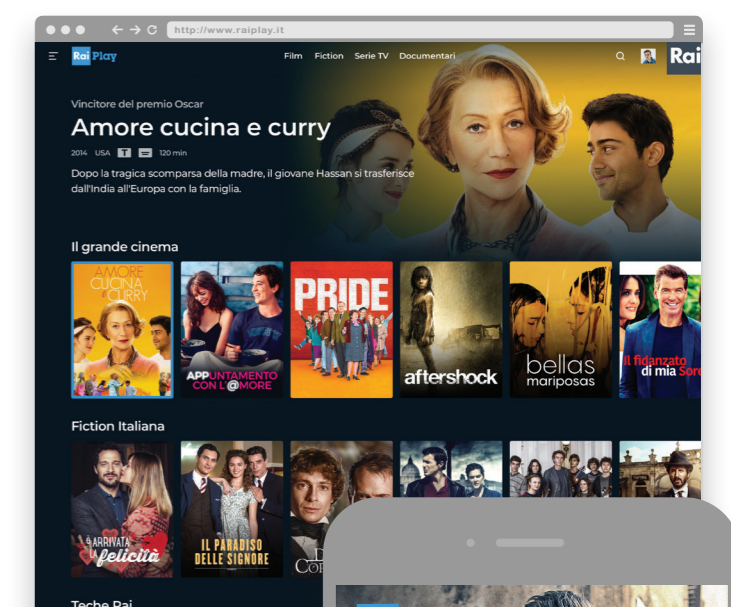 http://www.raiplay.it
Rai Play
Film Fiction Serie TV Documentari
Rai
Vincitore del premio Oscar
Amore cucina e curry
2014 USA T 120 min
Dopo la tragica scomparsa della madre, il giovane Hassan si trasferisce
dall'India all'Europa con la famiglia.
Il grande cinema
AMORE
CUCINA
E CURRY
APPUNTAMENTO
CON L'@MORE
PRIDE
aftershock
bellas
mariposas
Il fidanzato
di mia Sore
Fiction Italiana
È ARRIVATA
LA felicità
IL PARADISO
DELLE SIGNORE
Teche Rai